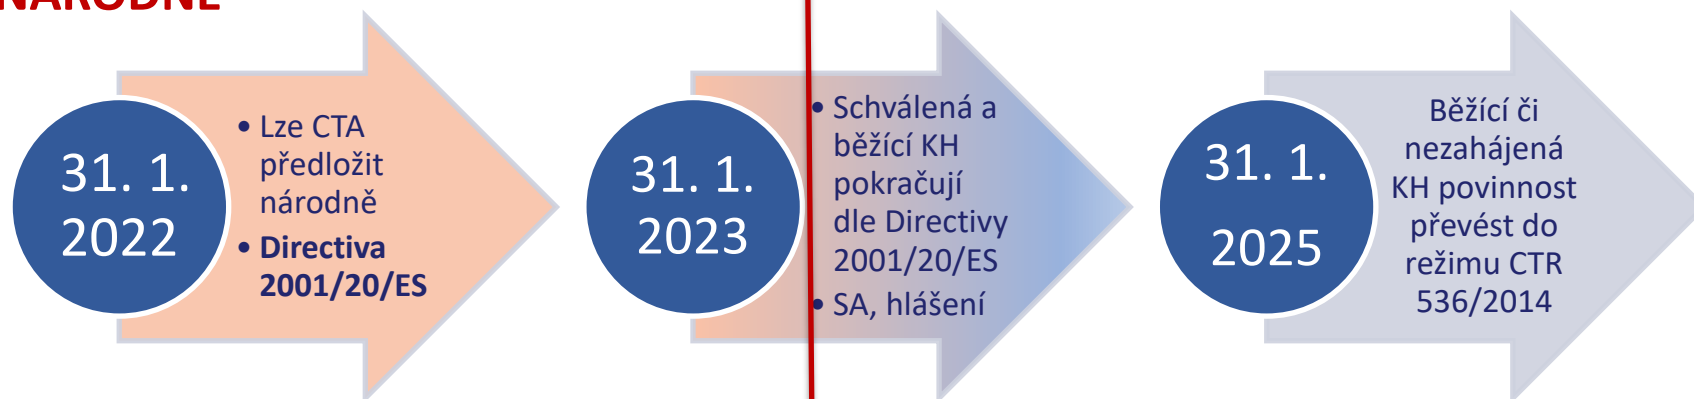 NÁRODNĚ
31. 1.
2022
• Lze CTA
předložit
národně
• Directiva
2001/20/ES
31. 1.
2023
• Schválená a
běžící KH
pokračují
dle Directivy
2001/20/ES
• SA, hlášení
31. 1.
2025
Běžící či
nezahájená
KH povinnost
převést do
režimu CTR
536/2014